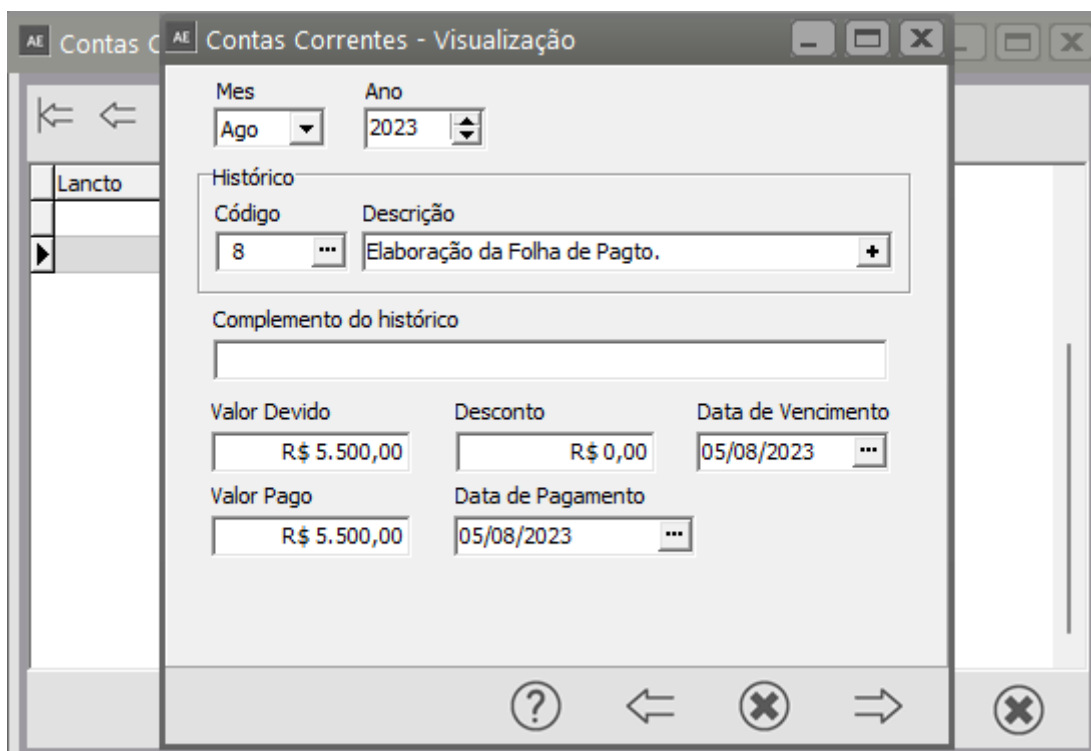 AE Contas C
AE Contas Correntes - Visualização
Lancto
Mes Ano
Ago 2023
Histórico
Código Descrição
8 ... Elaboração da Folha de Pagto. +
Complemento do histórico
Valor Devido Desconto Data de Vencimento
R$ 5.500,00 R$ 0,00 05/08/2023 ...
Valor Pago Data de Pagamento
R$ 5.500,00 05/08/2023 ...
?